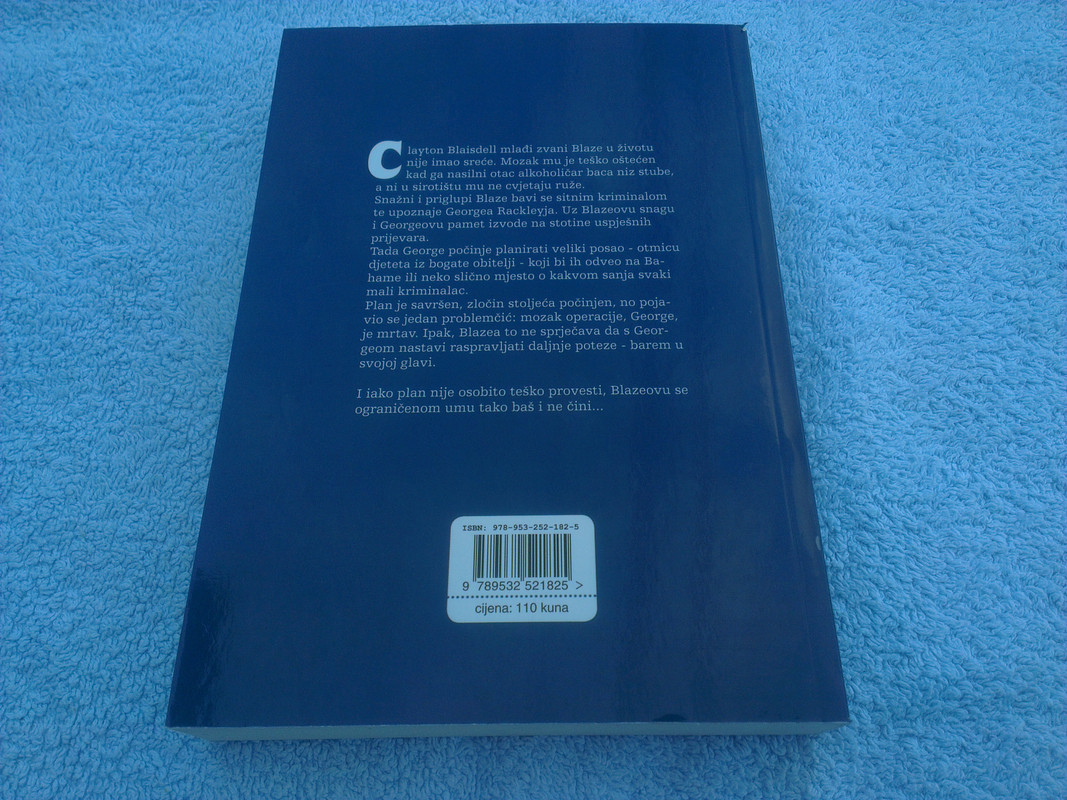 Clayton Blaisdell mlađi zvani Blaze u životu
nije imao sreće. Mozak mu je teško oštećen
kad ga nasilni otac alkoholičar baca niz stube,
a ni u sirotištu mu ne cvjetaju ruže.
Snažni i priglupi Blaze bavi se sitnim kriminalom
te upoznaje Georgea Rackleyja. Uz Blazeovu snagu
i Georgeovu pamet izvode na stotine uspješnih
prijevara.
Tada George počinje planirati veliki posao - otmicu
djeteta iz bogate obitelji - koji bi ih odveo na Ba-
hame ili neko slično mjesto o kakvom sanja svaki
mali kriminalac.
Plan je savršen, zločin stoljeća počinjen, no poja-
vio se jedan problemčić: mozak operacije, George,
je mrtav. Ipak, Blazea to ne sprječava da s Geor-
geom nastavi raspravljati daljnje poteze - barem u
svojoj glavi.
I iako plan nije osobito teško provesti, Blazeovu se
ograničenom umu tako baš i ne čini...
ISBN: 978-953-252-182-5
9 789532 521825 >
cijena: 110 kuna